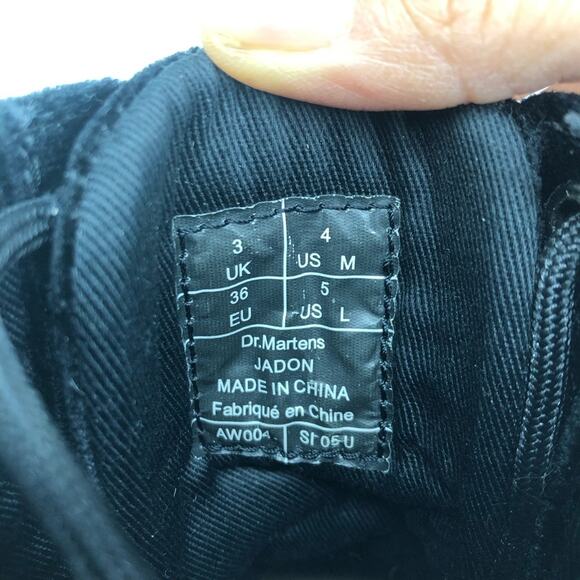 3 4
UK US M
36 5
EU US L
Dr.Martens
JADON
MADE IN CHINA
Fabriqué en Chine
AW004